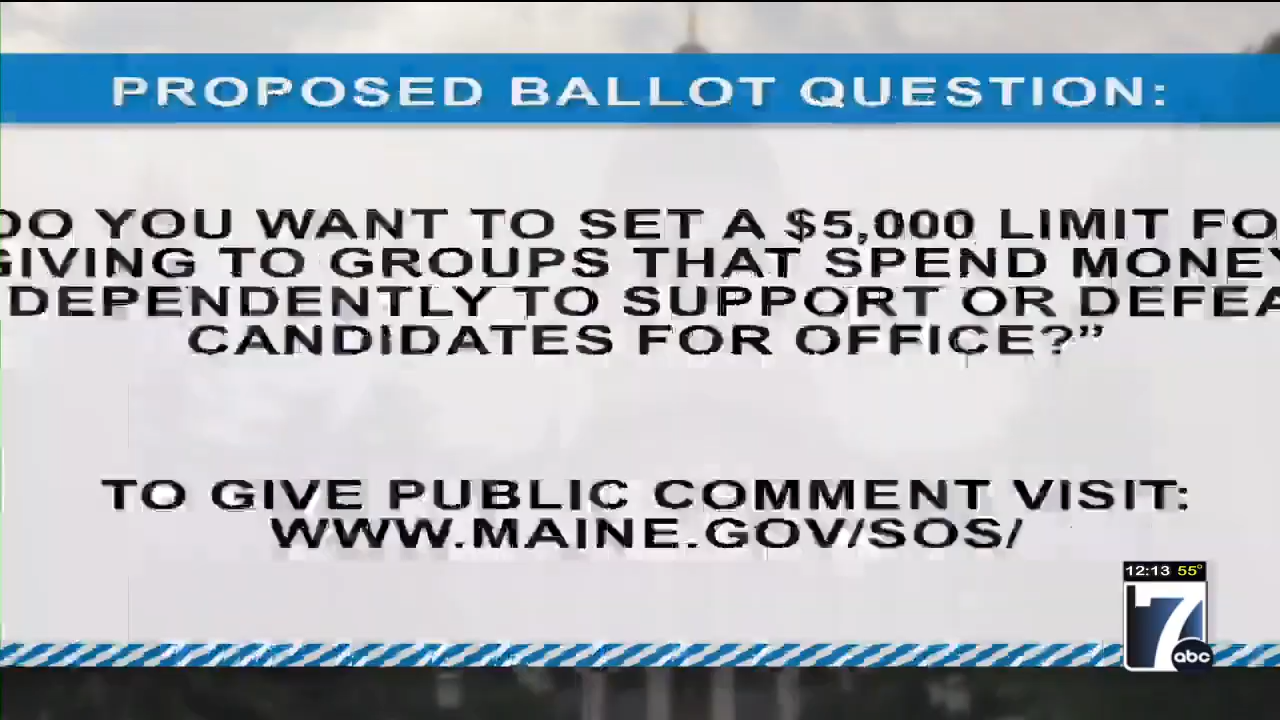 PROPOSED BALLOT QUESTION:
DO YOU WANT TO SET A $5,000 LIMIT FO
GIVING TO GROUPS THAT SPEND MONEY
DEPENDENTLY TO SUPPORT OR DEFEA
CANDIDATES FOR OFFICE?”
TO GIVE PUBLIC COMMENT VISIT:
WWW.MAINE.GOV/SOS/
12:13 55°
7
abc